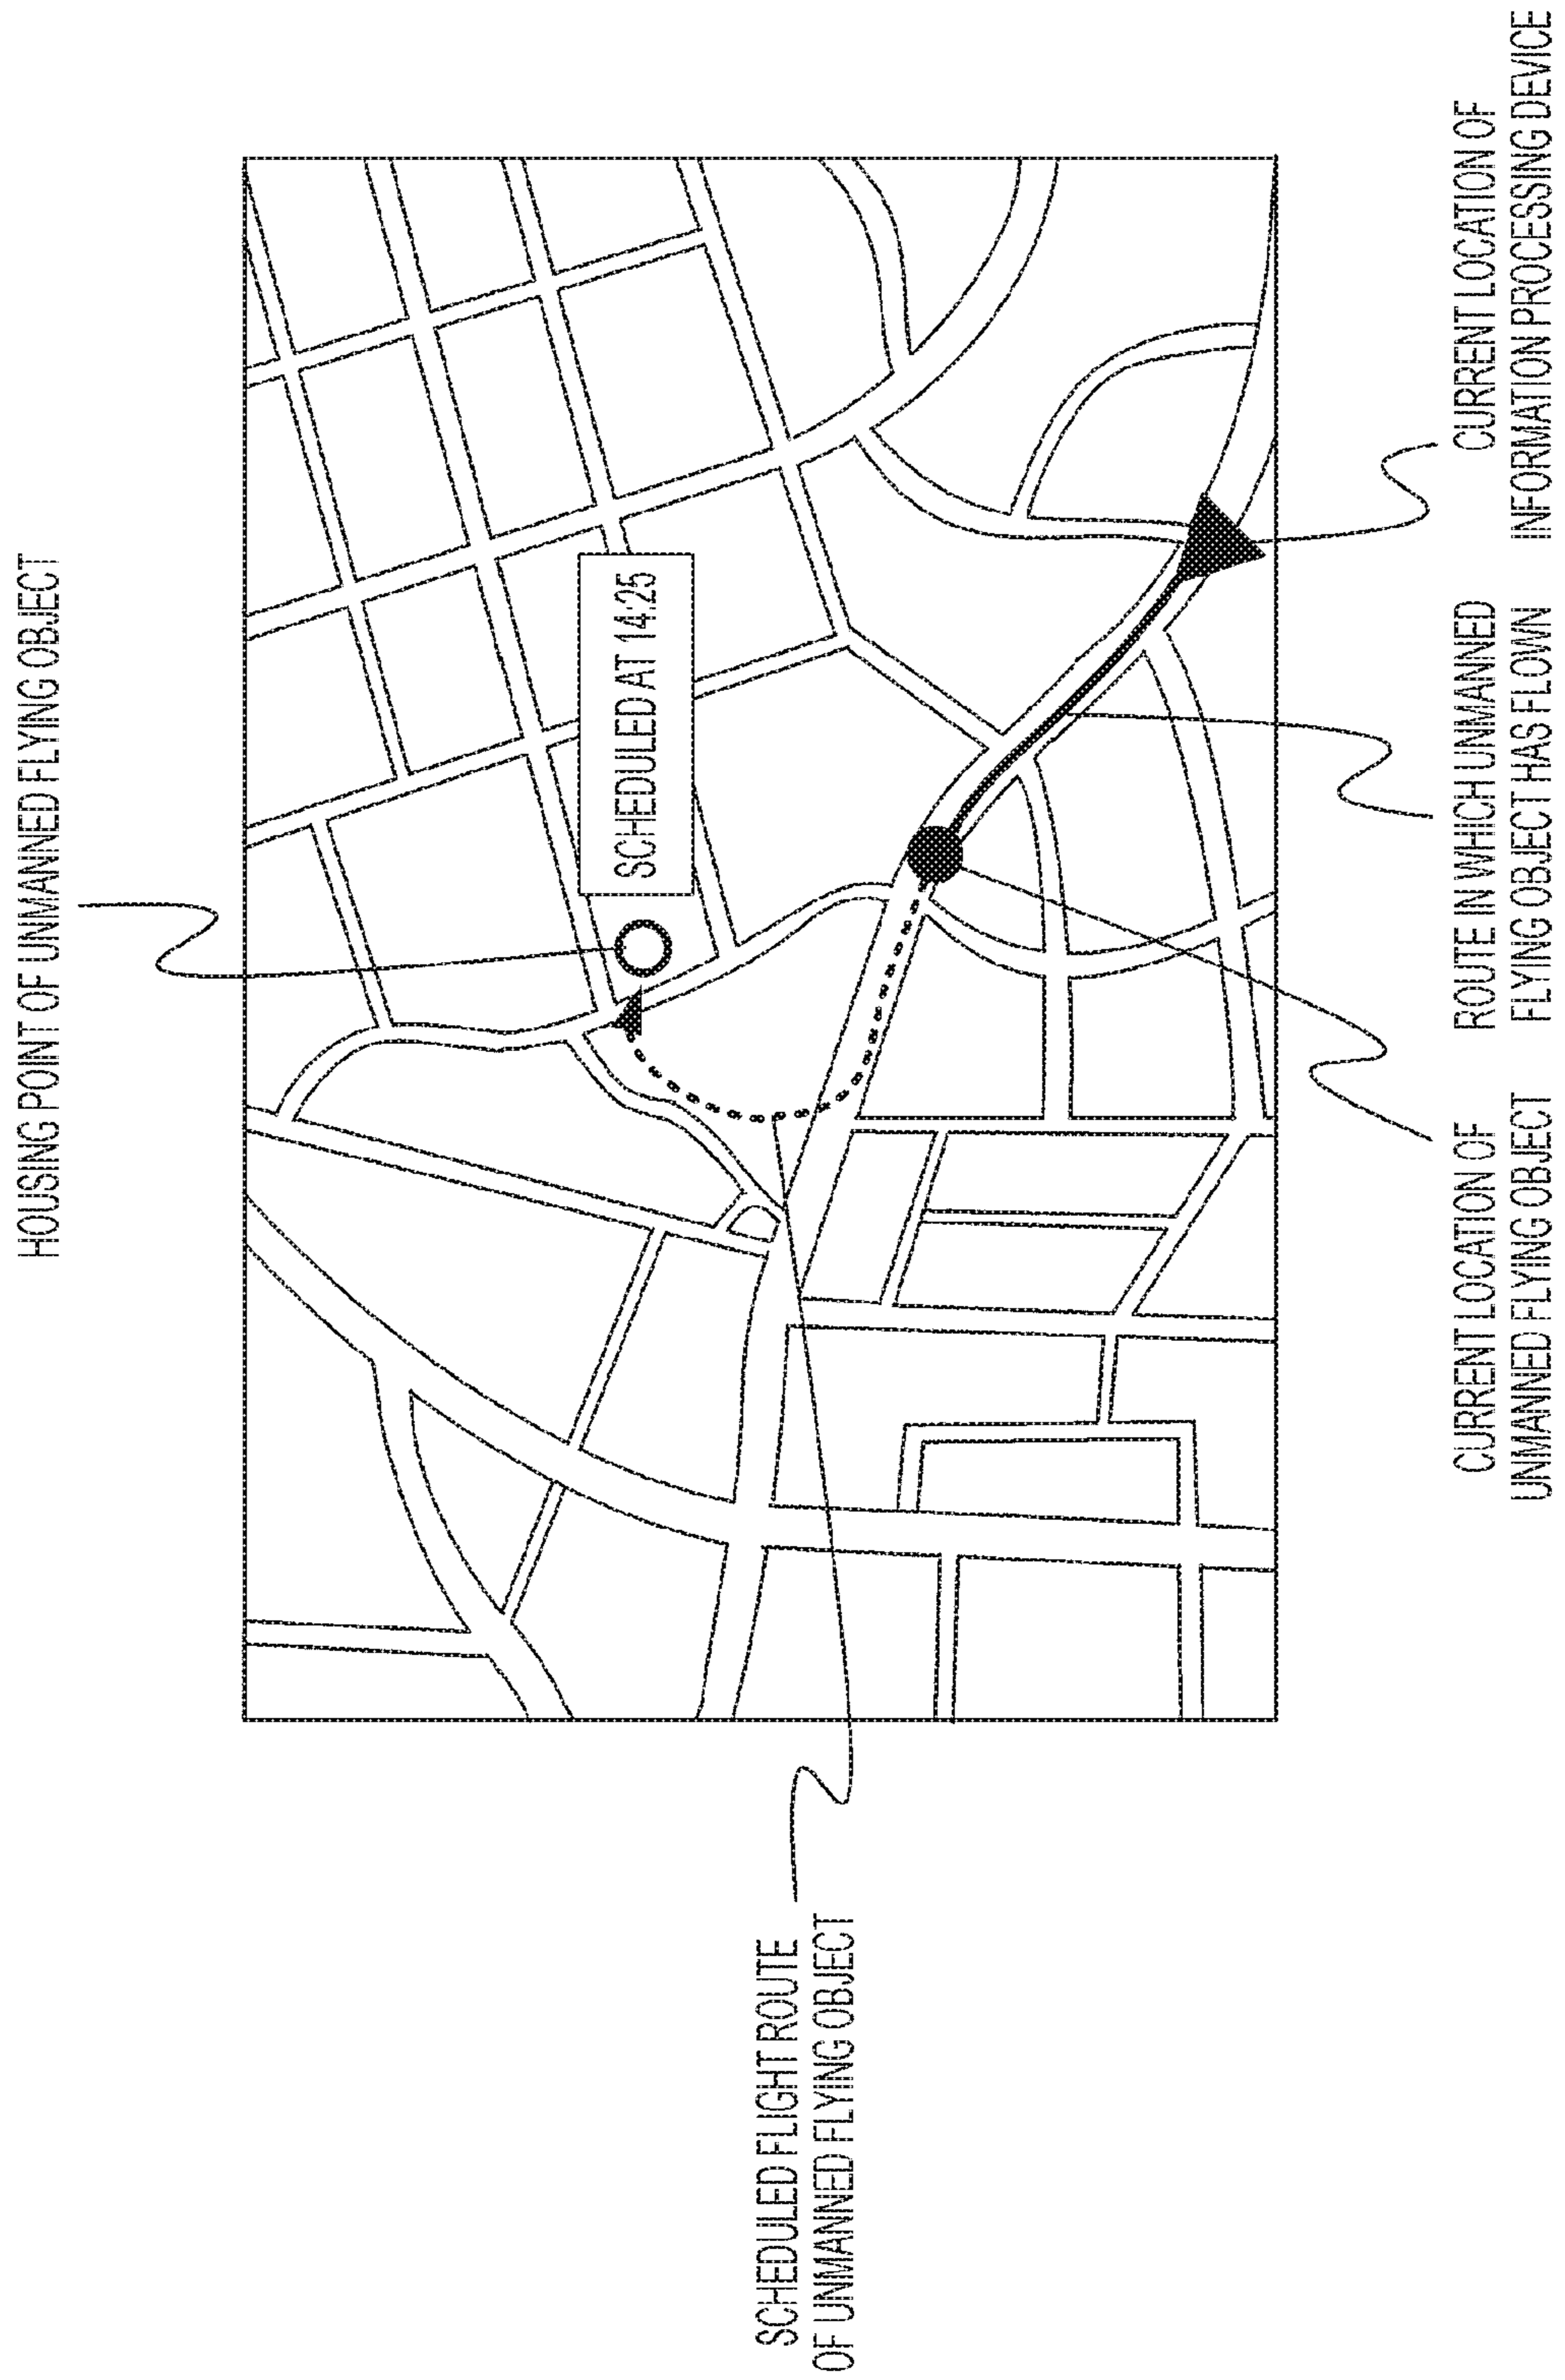 HOUSING POINT OF UNMANNED FLYING OBJECT
SCHEDULED AT 14:25
SCHEDULED FLIGHT ROUTE
OF UNMANNED FLYING OBJECT
CURRENT LOCATION OF
UNMANNED FLYING OBJECT
ROUTE IN WHICH UNMANNED
FLYING OBJECT HAS FLOWN
CURRENT LOCATION OF
INFORMATION PROCESSING DEVICE